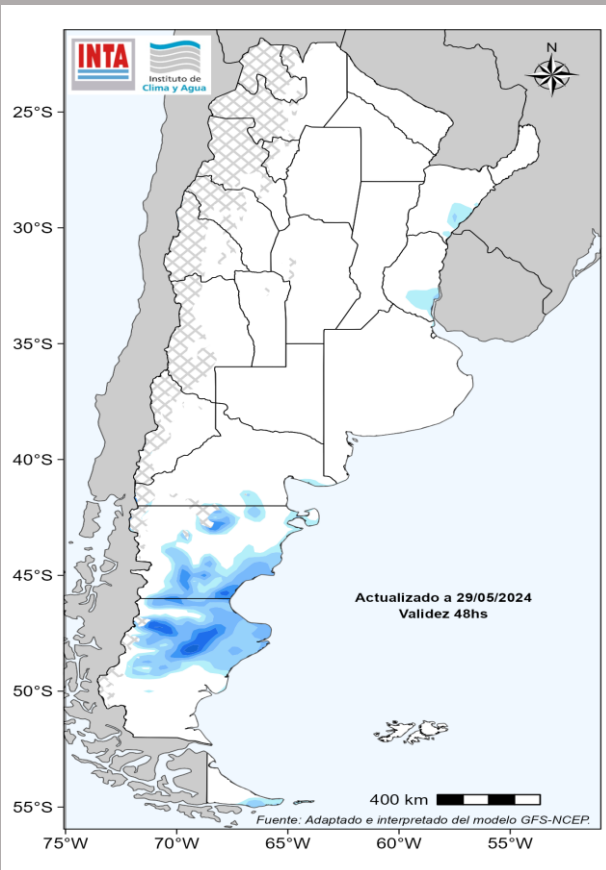 INTA
Instituto de
Clima y Agua
N
25°S
30°S
35°S
40°S
45°S
50°S
55°S
Actualizado a 29/05/2024
Validez 48hs
400 km
Fuente: Adaptado e interpretado del modelo GFS-NCEP.
75°W
70°W
65°W
60°W
55°W